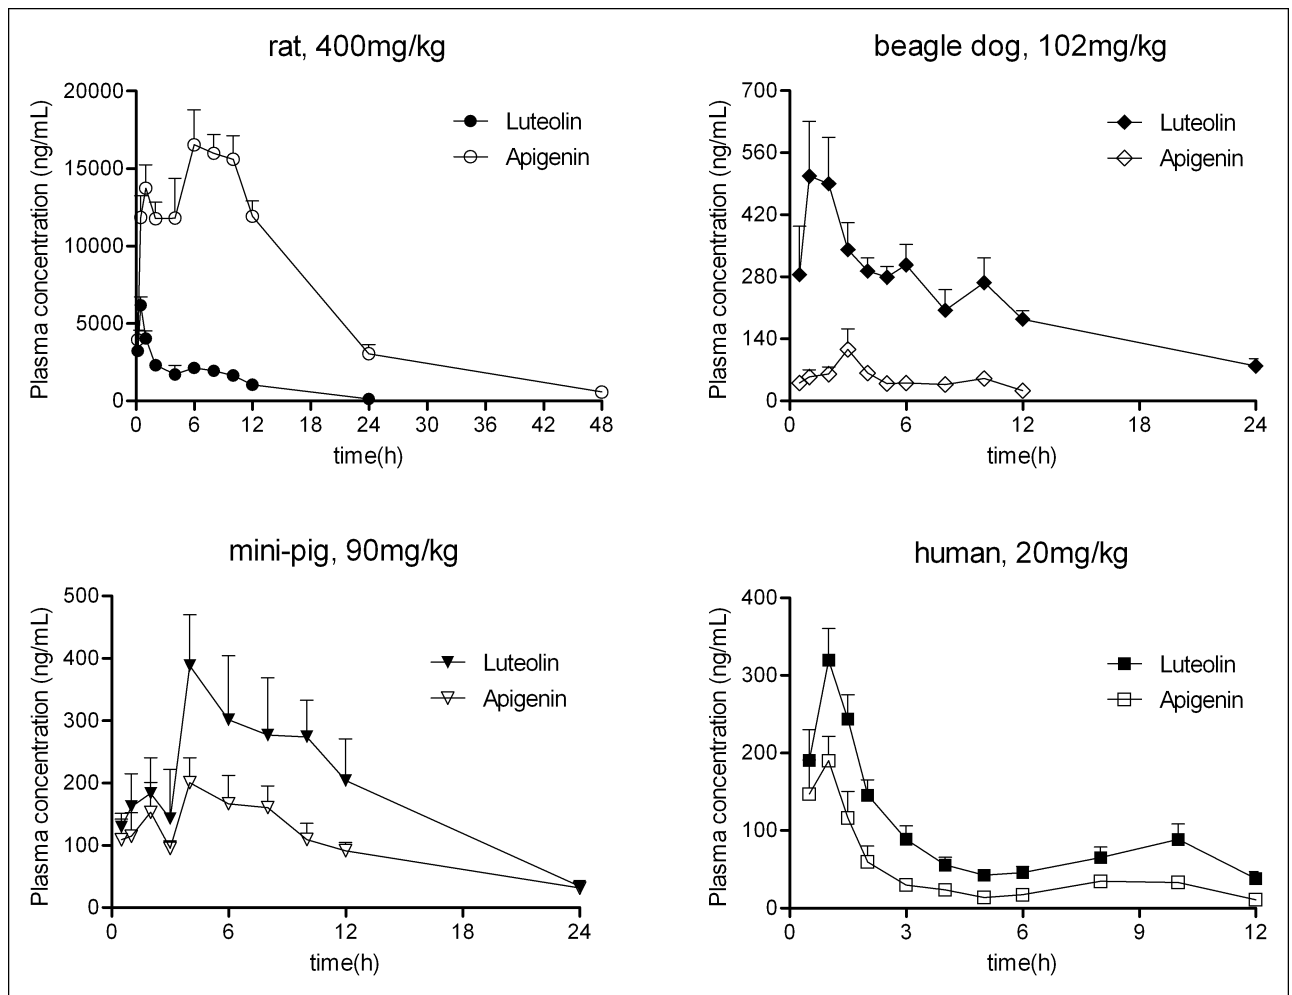 rat, 400mg/kg
Plasma concentration (ng/mL)
20000
15000
10000
5000
0
Luteolin
Apigenin
0 6 12 18 24 30 36 42 48
time(h)
beagle dog, 102mg/kg
Plasma concentration (ng/mL)
700
560
420
280
140
0
Luteolin
Apigenin
0 6 12 18 24
time(h)
mini-pig, 90mg/kg
Plasma concentration (ng/mL)
500
400
300
200
100
0
Luteolin
Apigenin
0 6 12 18 24
time(h)
human, 20mg/kg
Plasma concentration (ng/mL)
400
300
200
100
0
Luteolin
Apigenin
0 3 6 9 12
time(h)